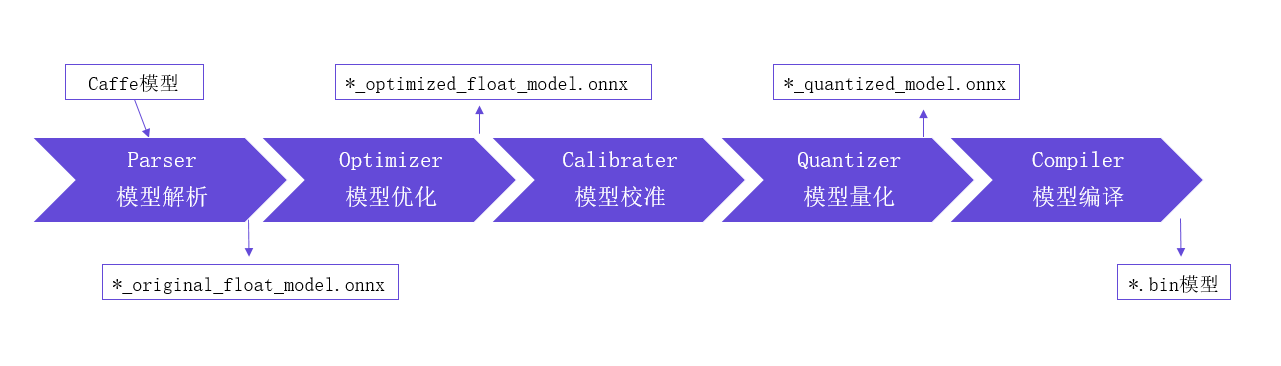 Caffe模型
*_optimized_float_model.onnx
*_quantized_model.onnx
Parser
模型解析
Optimizer
模型优化
Calibrater
模型校准
Quantizer
模型量化
Compiler
模型编译
*_original_float_model.onnx
*.bin模型